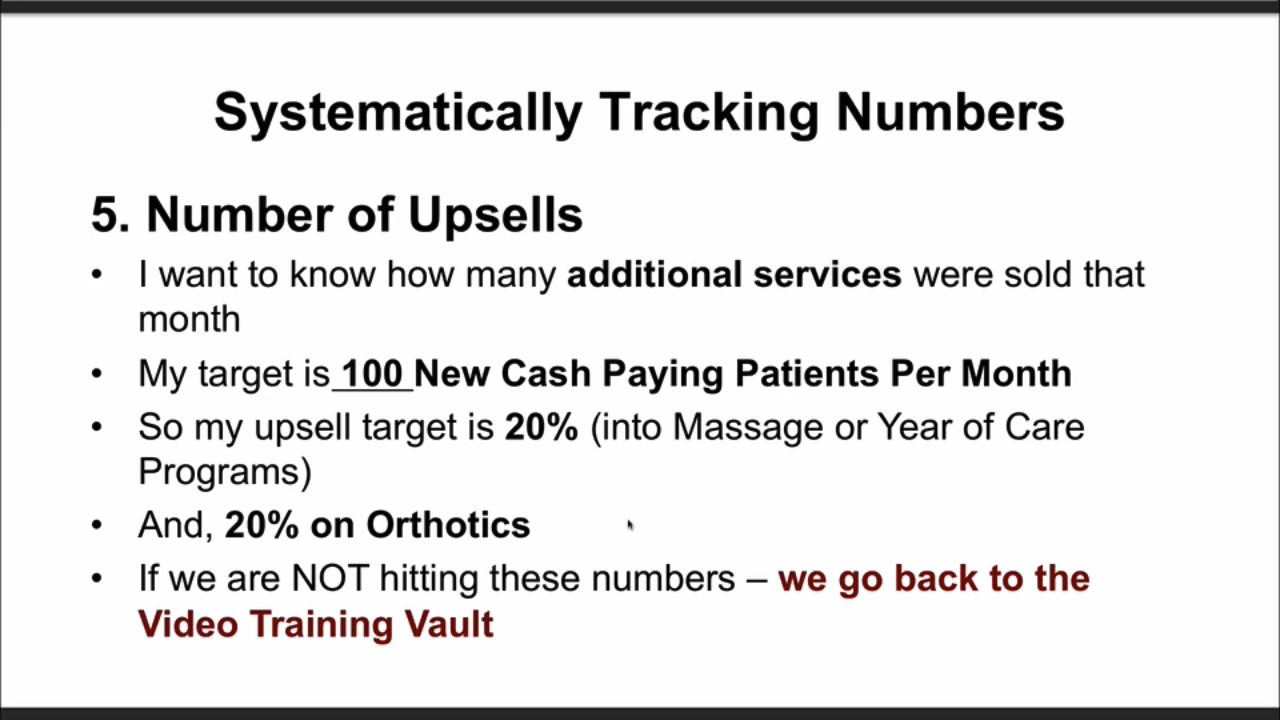 Systematically Tracking Numbers
5. Number of Upsells
• I want to know how many additional services were sold that
month
• My target is 100 New Cash Paying Patients Per Month
• So my upsell target is 20% (into Massage or Year of Care
Programs)
• And, 20% on Orthotics
• If we are NOT hitting these numbers – we go back to the
Video Training Vault